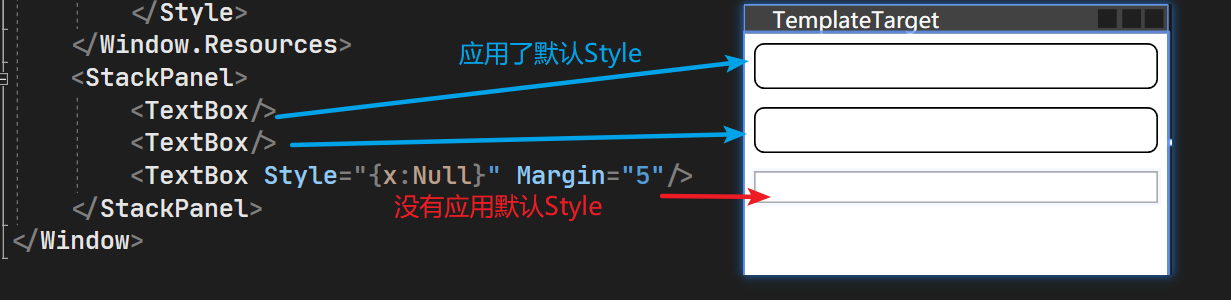 </Style>
</Window.Resources>
<StackPanel>
<TextBox/>
<TextBox/>
<TextBox Style="{x:Null}" Margin="5"/>
</StackPanel>
</Window>
应用了默认Style
没有应用默认Style
TemplateTarget